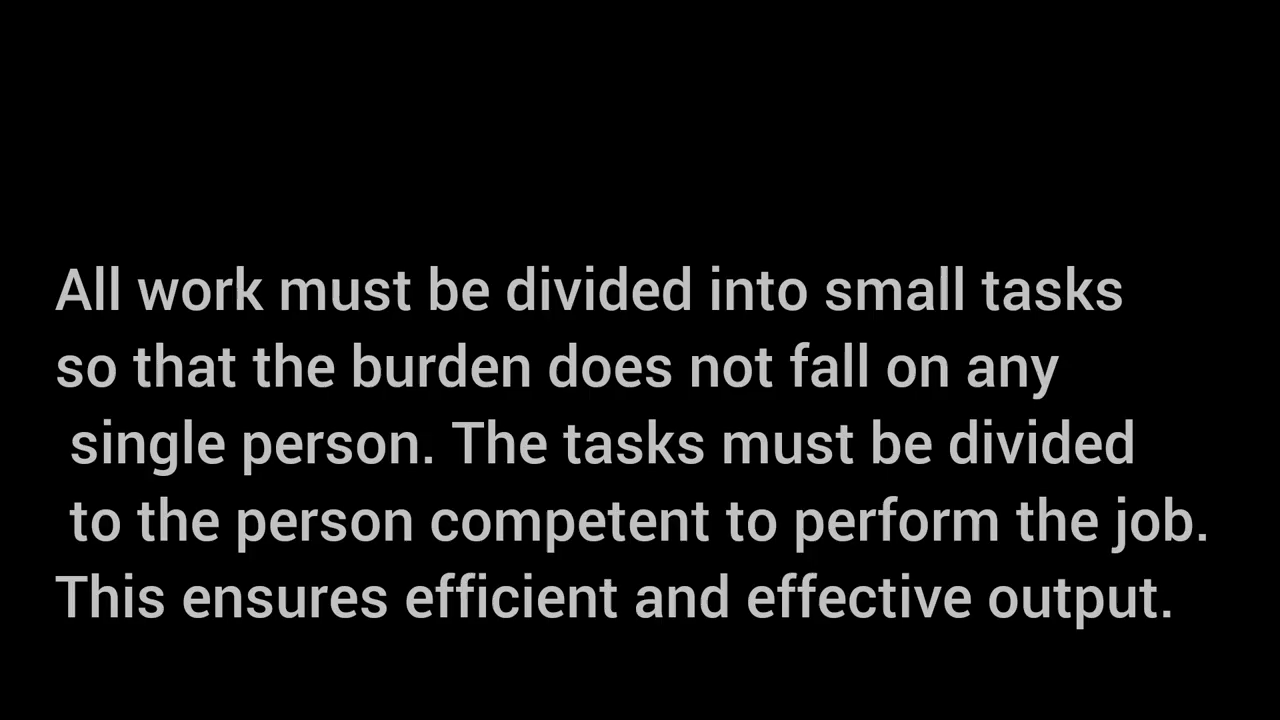 All work must be divided into small tasks
so that the burden does not fall on any
single person. The tasks must be divided
to the person competent to perform the job.
This ensures efficient and effective output.